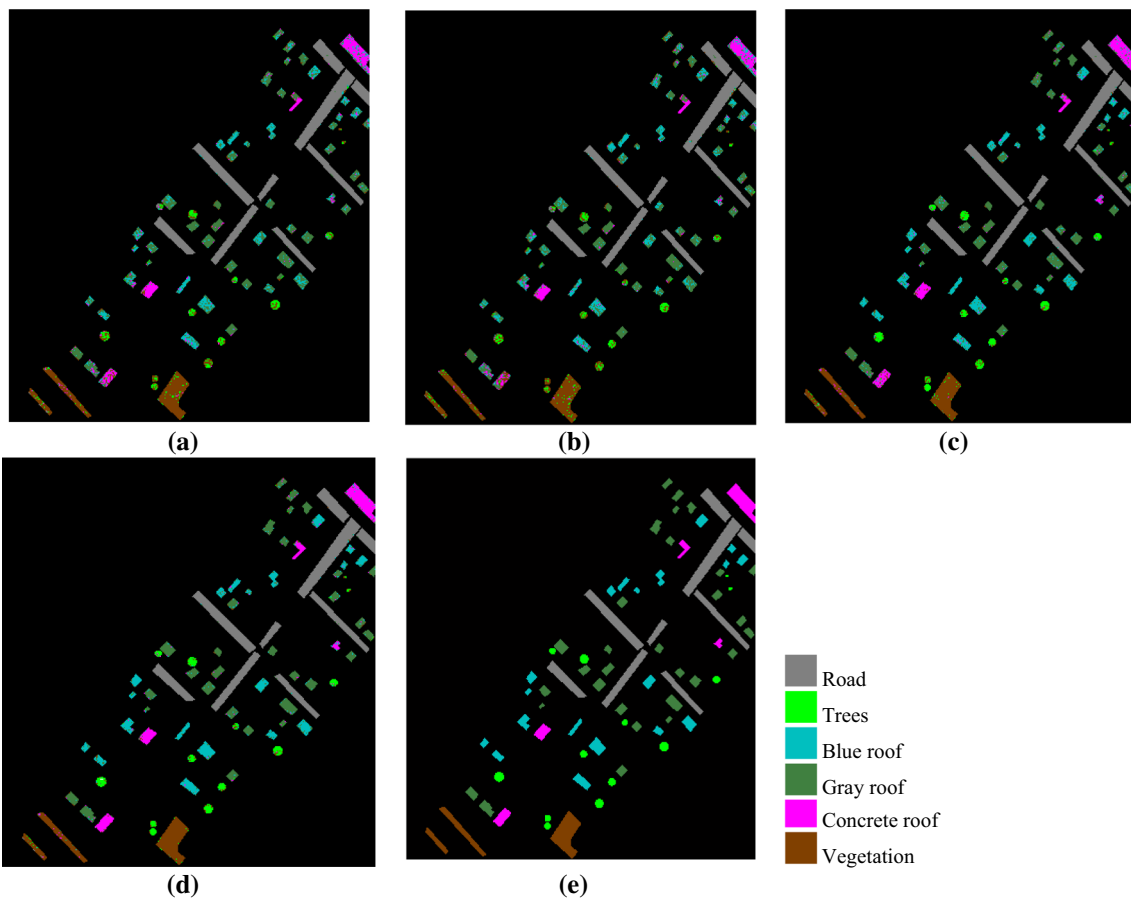 (a) (b) (c)
Road
Trees
Blue roof
Gray roof
Concrete roof
Vegetation
(d) (e)